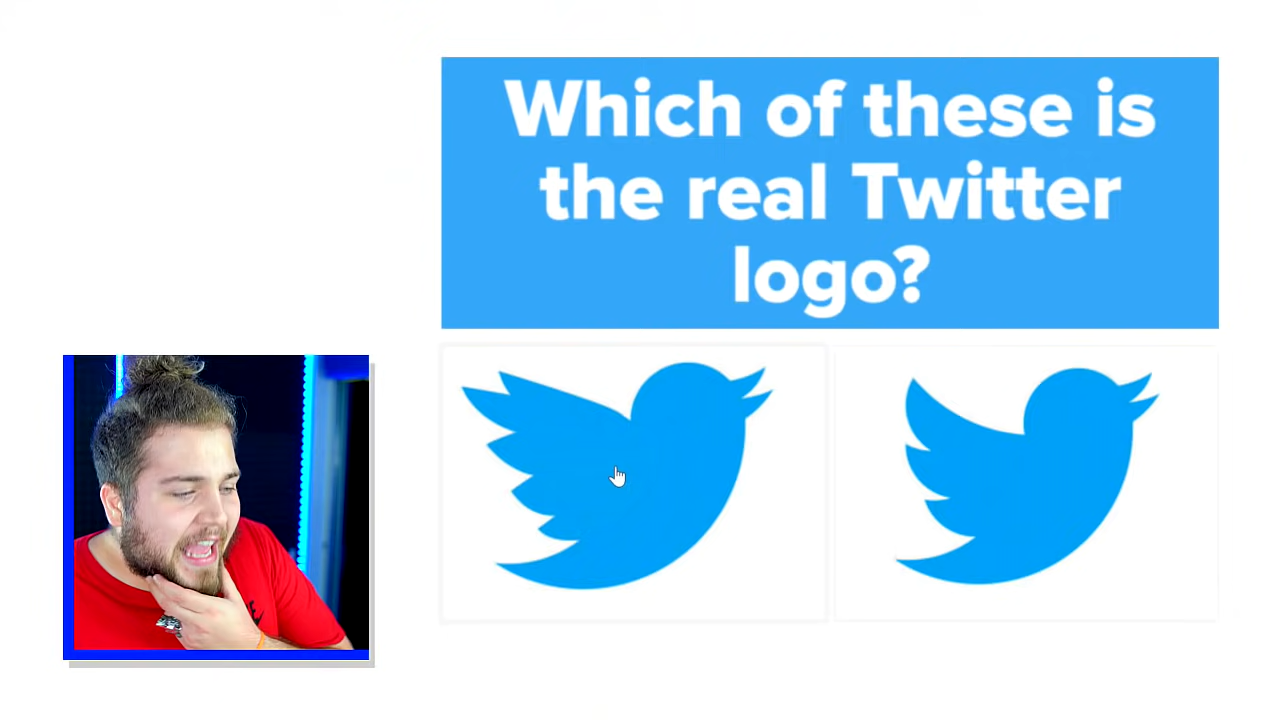 Which of these is
the real Twitter
logo?